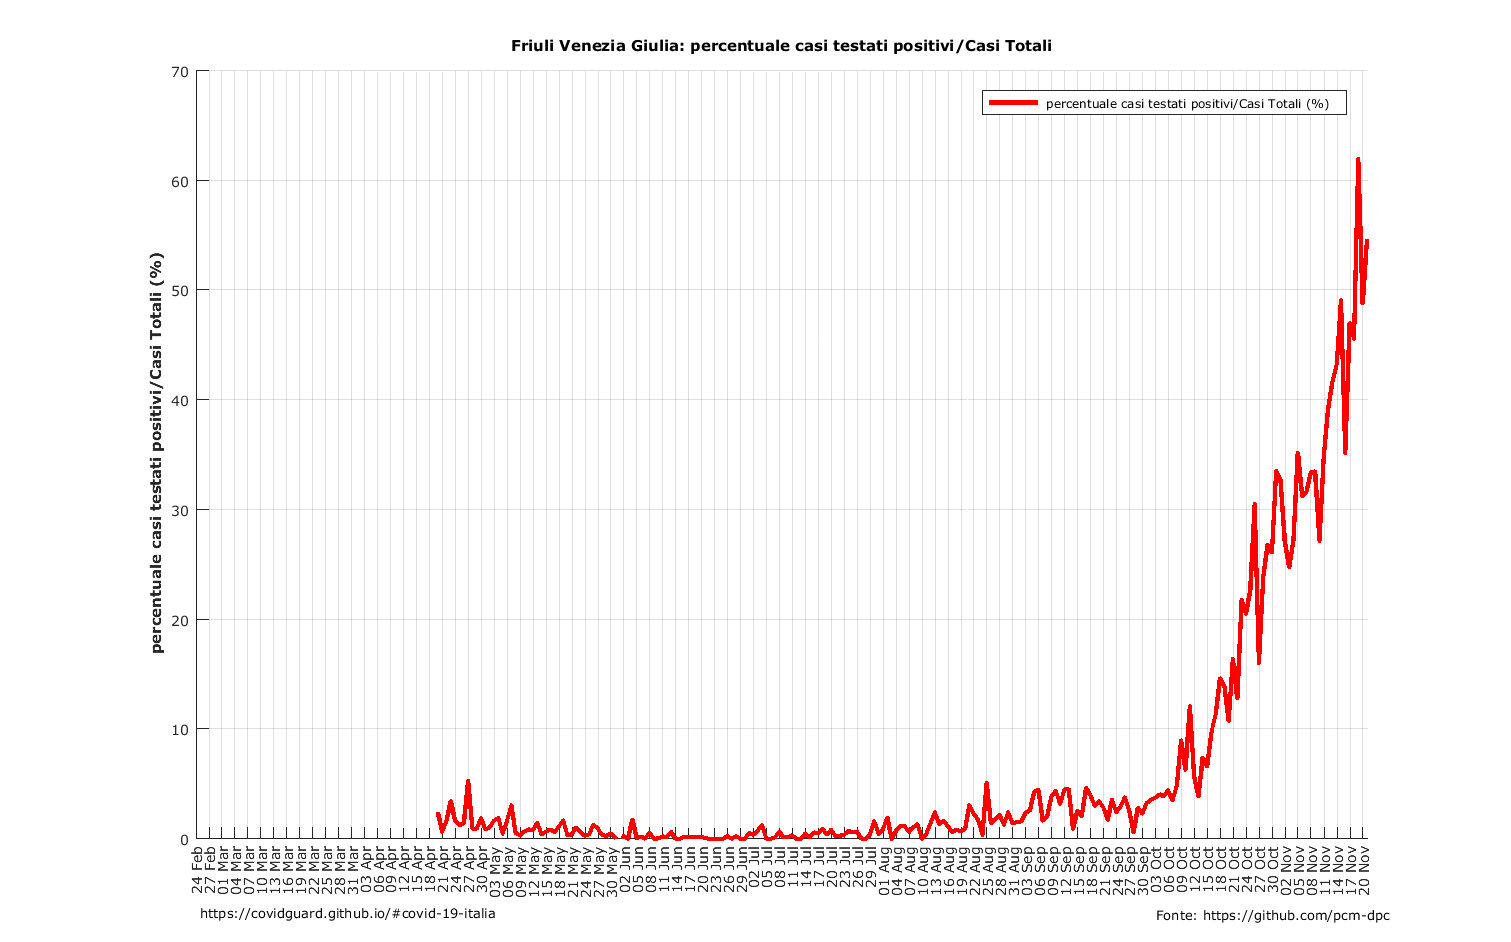 Friuli Venezia Giulia: percentuale casi testati positivi/Casi Totali
percentuale casi testati positivi/Casi Totali (%)
percentuale casi testati positivi/Casi Totali (%)
70
60
50
40
30
20
10
0
24 Feb
27 Feb
01 Mar
04 Mar
07 Mar
10 Mar
13 Mar
16 Mar
19 Mar
22 Mar
25 Mar
28 Mar
31 Mar
03 Apr
06 Apr
09 Apr
12 Apr
15 Apr
18 Apr
21 Apr
24 Apr
27 Apr
30 Apr
03 May
06 May
09 May
12 May
15 May
18 May
21 May
24 May
27 May
30 May
02 Jun
05 Jun
08 Jun
11 Jun
14 Jun
17 Jun
20 Jun
23 Jun
26 Jun
29 Jun
02 Jul
05 Jul
08 Jul
11 Jul
14 Jul
17 Jul
20 Jul
23 Jul
26 Jul
29 Jul
01 Aug
04 Aug
07 Aug
10 Aug
13 Aug
16 Aug
19 Aug
22 Aug
25 Aug
28 Aug
31 Aug
03 Sep
06 Sep
09 Sep
12 Sep
15 Sep
18 Sep
21 Sep
24 Sep
27 Sep
30 Sep
03 Oct
06 Oct
09 Oct
12 Oct
15 Oct
18 Oct
21 Oct
24 Oct
27 Oct
30 Oct
02 Nov
05 Nov
08 Nov
11 Nov
14 Nov
17 Nov
20 Nov
https://covidguard.github.io/#covid-19-italia
Fonte: https://github.com/pcm-dpc